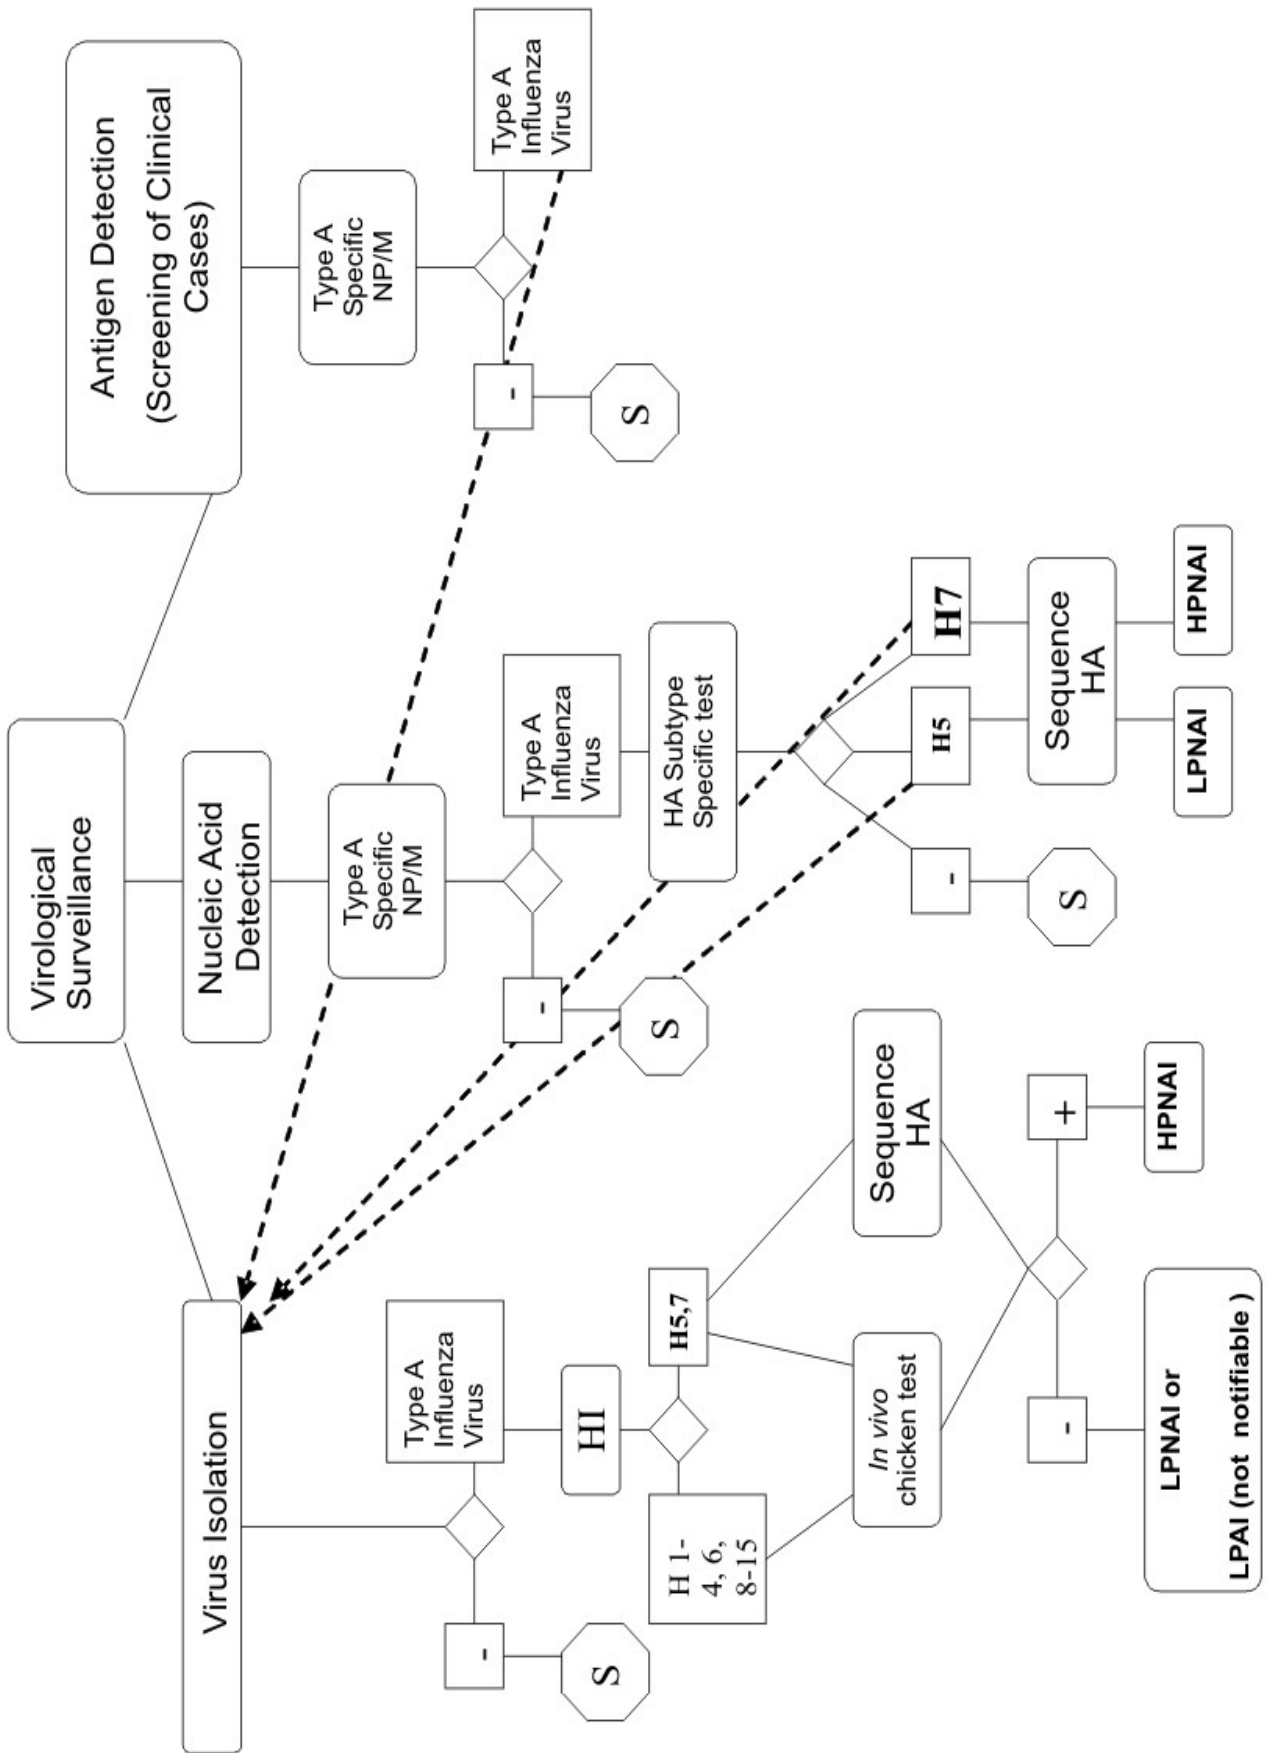 Virological
Surveillance
Virus Isolation
Nucleic Acid
Detection
Antigen Detection
(Screening of Clinical
Cases)
-
S
Type A
Influenza
Virus
HI
H 1-
4, 6,
8-15
H5,7
In vivo
chicken test
Sequence
HA
-
+
LPNAI or
LPAI (not notifiable )
HPNAI
Type A
Specific
NP/M
-
S
Type A
Influenza
Virus
HA Subtype
Specific test
-
S
H5
H7
Sequence
HA
LPNAI
HPNAI
Type A
Specific
NP/M
-
S
Type A
Influenza
Virus